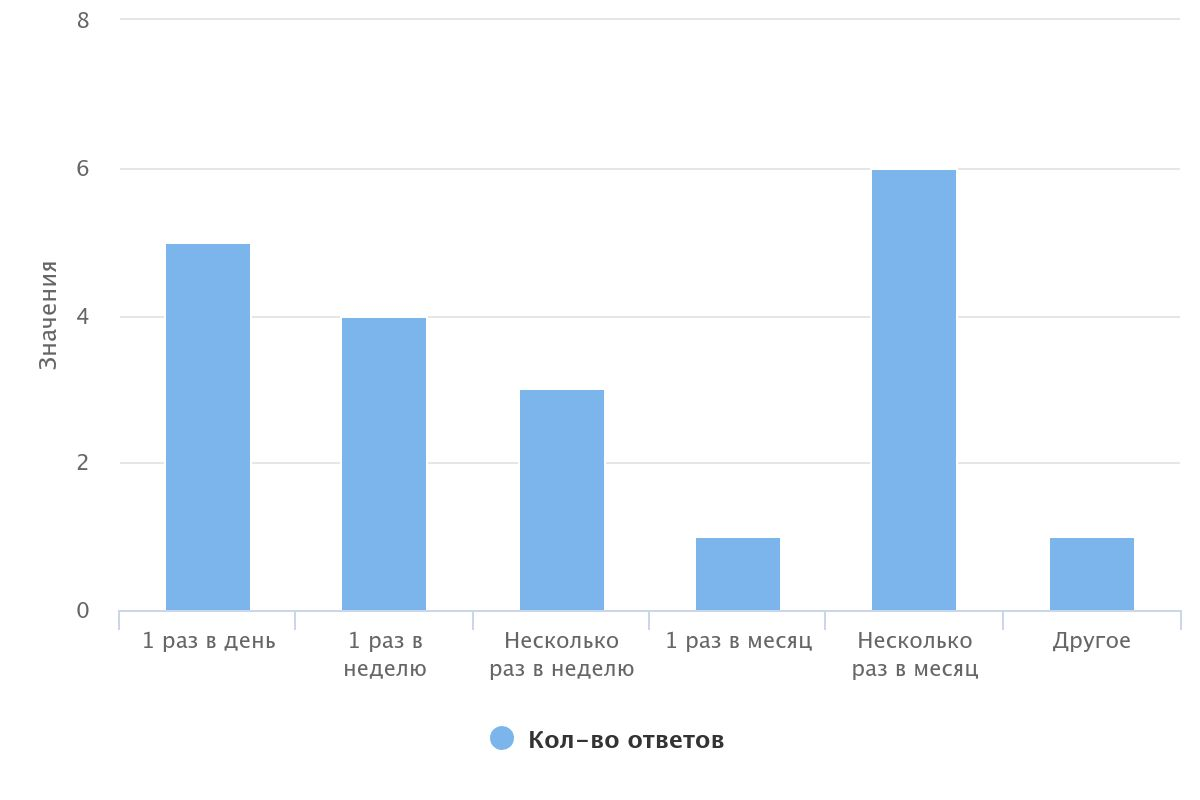 8
6
4
2
0
Значения
1 раз в день
1 раз в
неделю
Несколько
раз в неделю
1 раз в месяц
Несколько
раз в месяц
Другое
Кол-во ответов